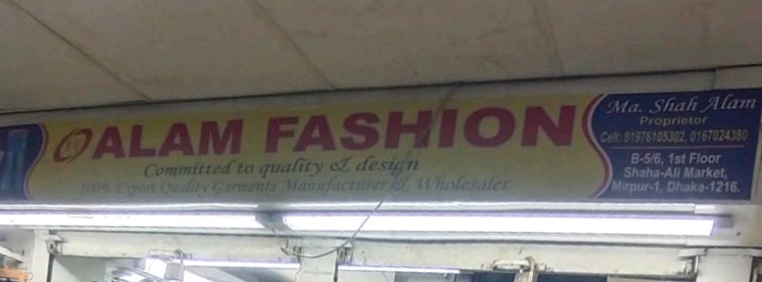 ALAM FASHION
Committed to quality & design
100% Export Quality Garments Manufacturer & Wholesaler
Ma. Shah Alam
Proprietor
Cell: 01976105302, 0167024380
B-5/6, 1st Floor
Shaha-Ali Market,
Mirpur-1, Dhaka-1216.